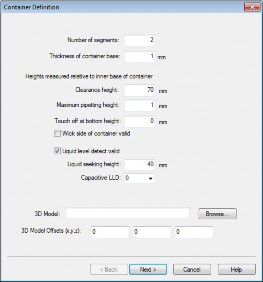 Container Definition
Number of segments: 2
Thickness of container base: 1 mm
Heights measured relative to inner base of container
Clearance height: 70 mm
Maximum pipetting height: 1 mm
Touch off at bottom height: 0 mm
Wick side of container valid
Liquid level detect valid
Liquid seeking height: 40 mm
Capacitive LLD: 0
3D Model: Browse...
3D Model Offsets (x,y,z): 0 0 0
< Back Next > Cancel Help